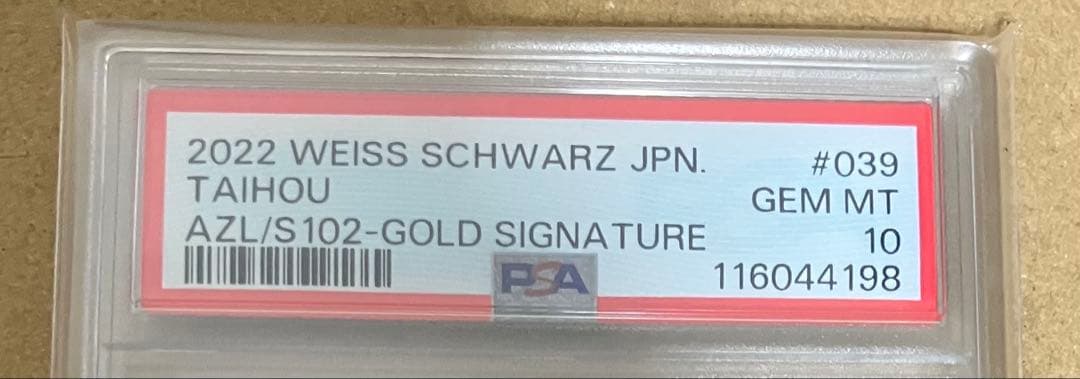 2022 WEISS SCHWARZ JPN. #039
TAIHOU GEM MT
AZL/S102-GOLD SIGNATURE 10
PSA 116044198